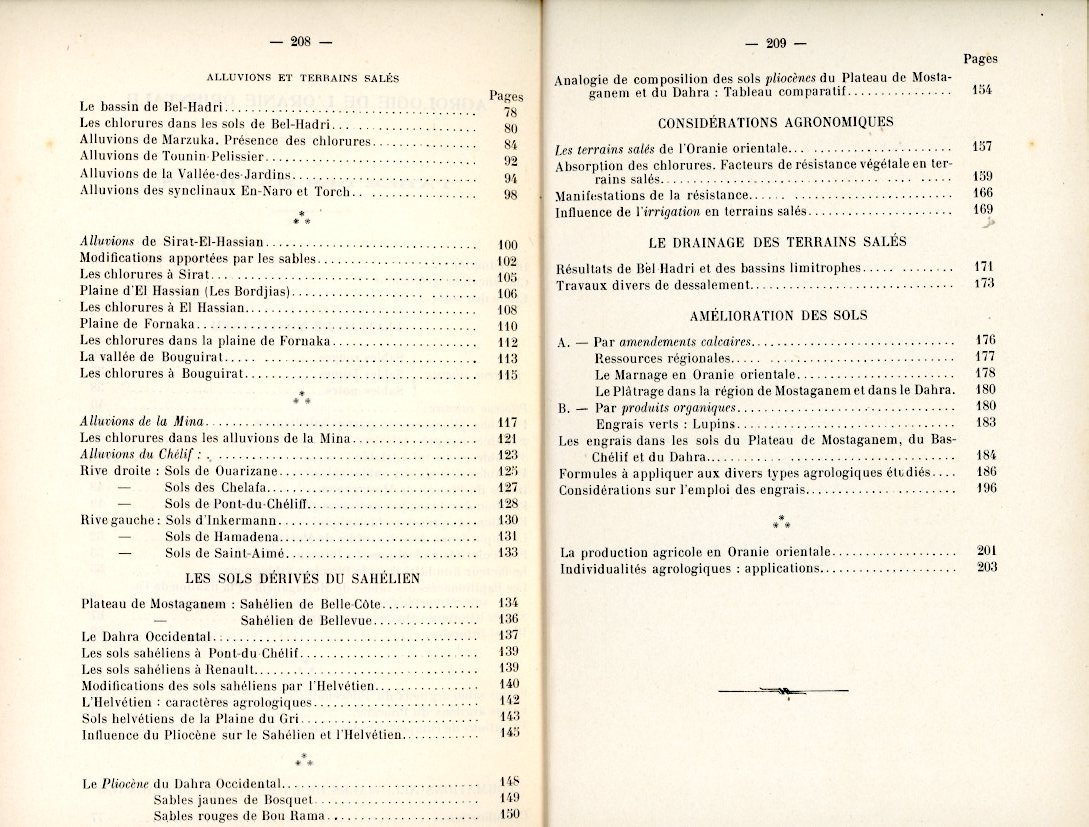 — 208 —
ALLUVIONS ET TERRAINS SALÉS
Pages
Le bassin de Bel-Hadri 78
Les chlorures dans les sols de Bel-Hadri 80
Alluvions de Marzuka. Présence des chlorures 84
Alluvions de Tounin-Pelissier 92
Alluvions de la Vallée-des-Jardins 94
Alluvions des synclinaux En-Naro et Torch 98
***
Alluvions de Sirat-El-Hassian 100
Modifications apportées par les sables 102
Les chlorures à Sirat 105
Plaine d'El Hassian (Les Bordjias) 106
Les chlorures à El Hassian 108
Plaine de Fornaka 110
Les chlorures dans la plaine de Fornaka 112
La vallée de Bouguirat 113
Les chlorures à Bouguirat 115
***
Alluvions de la Mina 117
Les chlorures dans les alluvions de la Mina 121
Alluvions du Chélif : 123
Rive droite : Sols de Ouarizane 125
— Sols des Chelafa 127
— Sols de Pont-du-Chéliff 128
Rive gauche : Sols d'Inkermann 130
— Sols de Hamadena 131
— Sols de Saint-Aimé 133
LES SOLS DÉRIVÉS DU SAHÉLIEN
Plateau de Mostaganem : Sahélien de Belle-Côte 134
— Sahélien de Bellevue 136
Le Dahra Occidental 137
Les sols sahéliens à Pont-du-Chélif 139
Les sols sahéliens à Renault 139
Modifications des sols sahéliens par l'Helvétien 140
L'Helvétien : caractères agrologiques 142
Sols helvétiens de la Plaine du Gri 143
Influence du Pliocène sur le Sahélien et l'Helvétien 145
***
Le Pliocène du Dahra Occidental 148
Sables jaunes de Bosquet 149
Sables rouges de Bou Rama 150
— 209 —
Pages
Analogie de composition des sols pliocènes du Plateau de Mosta-
ganem et du Dahra : Tableau comparatif 154
CONSIDÉRATIONS AGRONOMIQUES
Les terrains salés de l'Oranie orientale 157
Absorption des chlorures. Facteurs de résistance végétale en ter-
rains salés 159
Manifestations de la résistance 166
Influence de l'irrigation en terrains salés 169
LE DRAINAGE DES TERRAINS SALÉS
Résultats de Bel Hadri et des bassins limitrophes 171
Travaux divers de dessalement 173
AMÉLIORATION DES SOLS
A. — Par amendements calcaires 176
Ressources régionales 177
Le Marnage en Oranie orientale 178
Le Plâtrage dans la région de Mostaganem et dans le Dahra. 180
B. — Par produits organiques 180
Engrais verts : Lupins 183
Les engrais dans les sols du Plateau de Mostaganem, du Bas-
Chélif et du Dahra 184
Formules à appliquer aux divers types agrologiques étudiés 186
Considérations sur l'emploi des engrais 196
***
La production agricole en Oranie orientale 201
Individualités agrologiques : applications 203